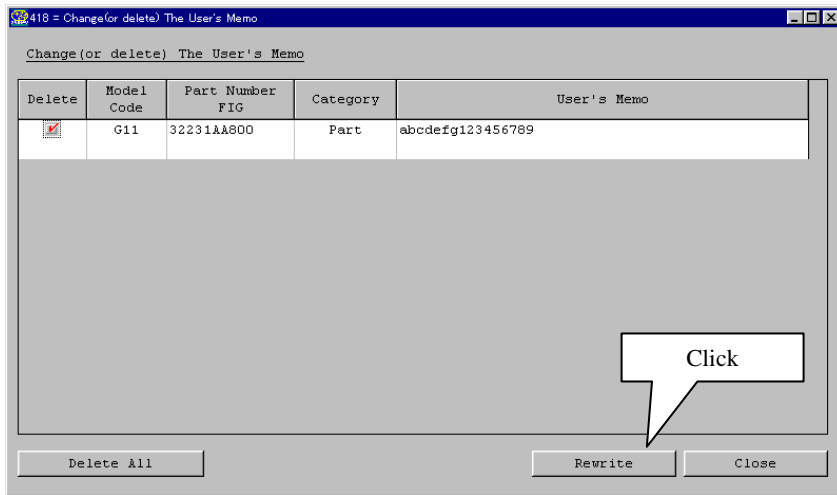 418 = Change(or delete) The User's Memo
Change(or delete) The User's Memo
Delete Model Code Part Number FIG Category User's Memo
G11 32231AA800 Part abcdefg123456789
Click
Delete All Rewrite Close